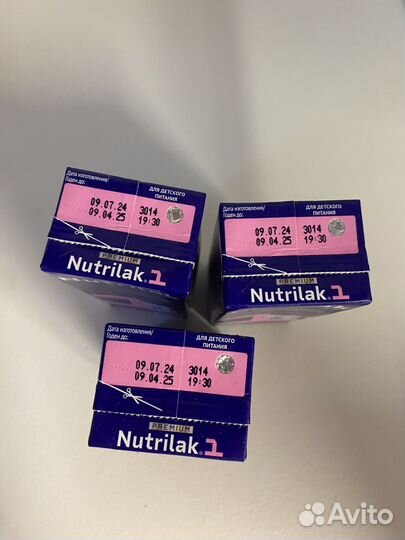 Дата изготовления/
Годен до:
ДЛЯ ДЕТСКОГО
ПИТАНИЯ
09.07.24 3014
09.04.25 19:30
PREMIUM
Nutrilak 1
Дата изготовления/
Годен до:
ДЛЯ ДЕТСКОГО
ПИТАНИЯ
09.07.24 3014
09.04.25 19:30
PREMIUM
Nutrilak 1
Дата изготовления/
Годен до:
ДЛЯ ДЕТСКОГО
ПИТАНИЯ
09.07.24 3014
09.04.25 19:30
PREMIUM
Nutrilak 1
Avito